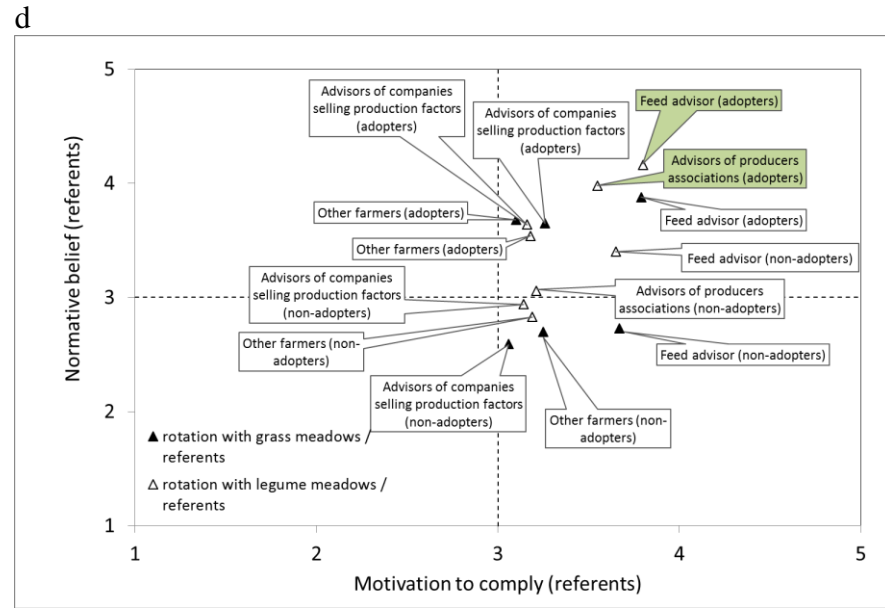 d
5
4
3
2
1
1
2
3
4
5
Normative belief (referents)
Motivation to comply (referents)
Advisors of companies
selling production factors
(adopters)
Advisors of companies
selling production factors
(adopters)
Feed advisor (adopters)
Advisors of producers
associations (adopters)
Other farmers (adopters)
Feed advisor (adopters)
Other farmers (adopters)
Feed advisor (non-adopters)
Advisors of companies
selling production factors
(non-adopters)
Advisors of producers
associations (non-adopters)
Other farmers (non-
adopters)
Feed advisor (non-adopters)
Advisors of companies
selling production factors
(non-adopters)
Other farmers (non-
adopters)
▲ rotation with grass meadows /
referents
△ rotation with legume meadows /
referents